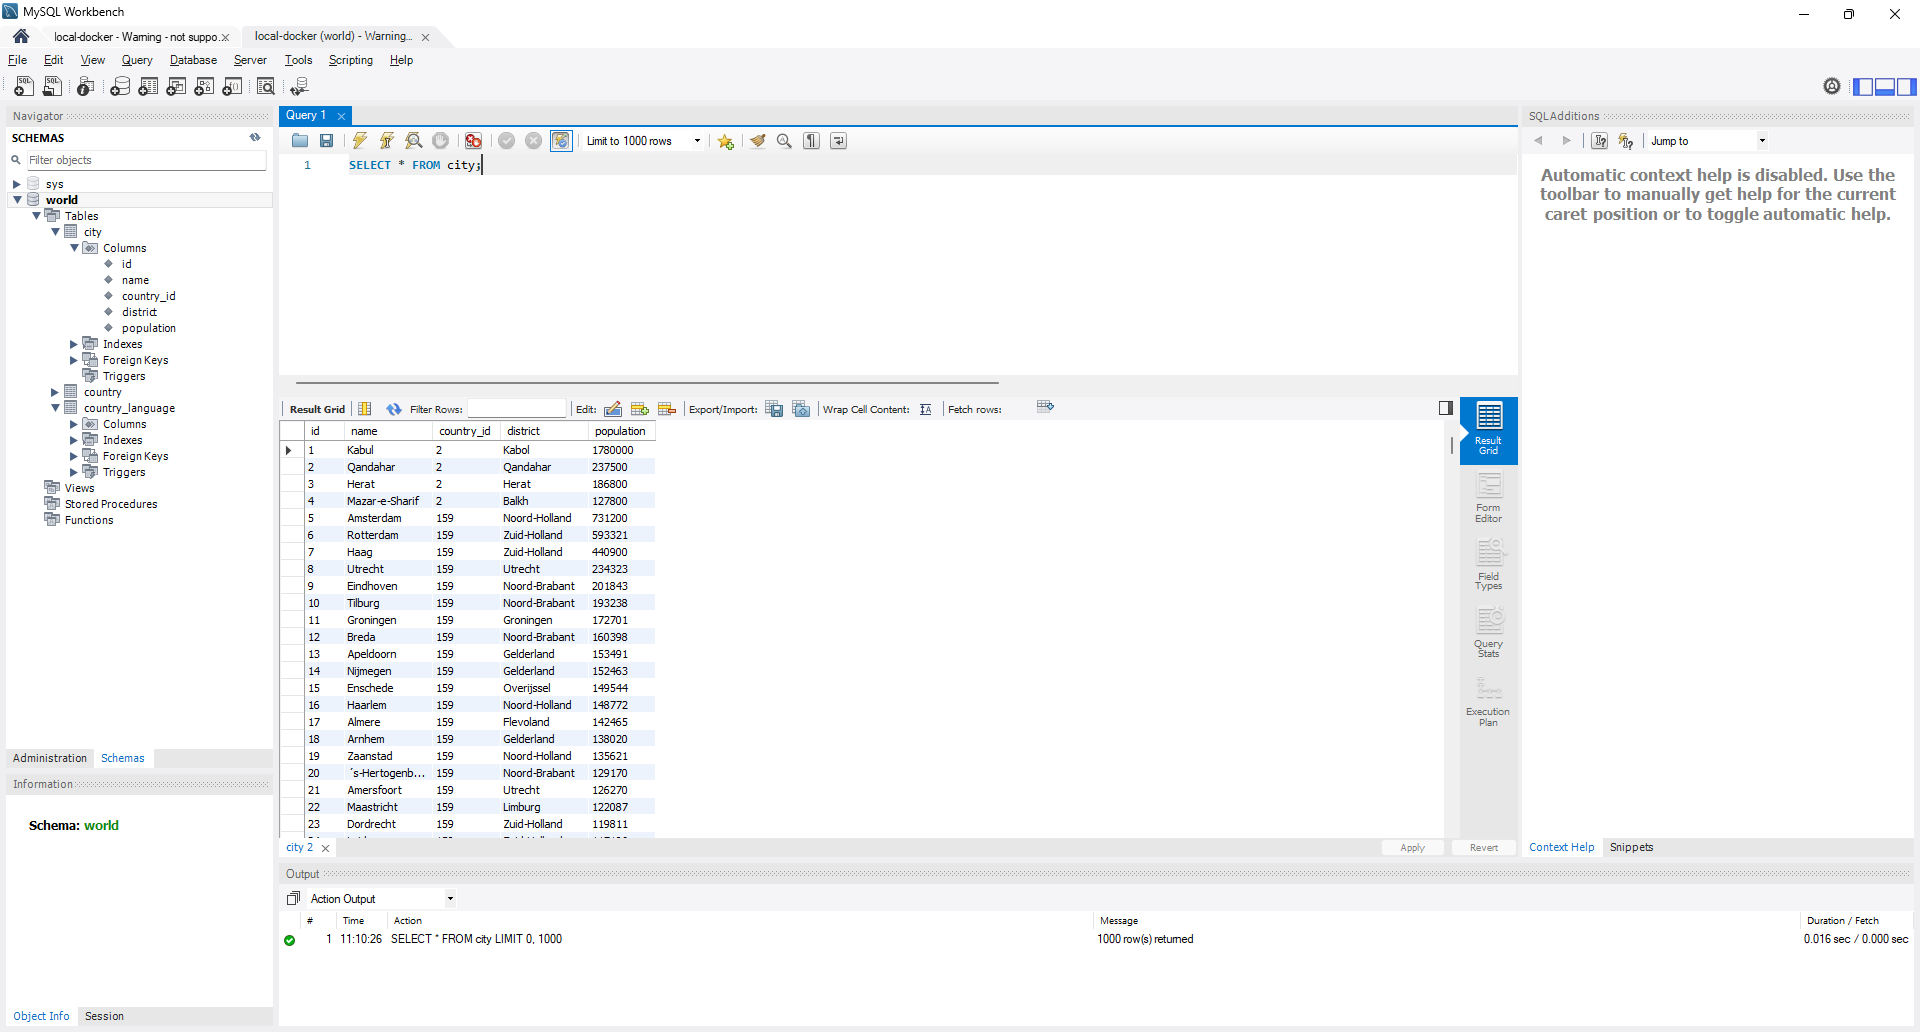 MySQL Workbench
local-docker - Warning - not suppo.x
local-docker (world) - Warning...
File Edit View Query Database Server Tools Scripting Help
Navigator
SCHEMAS
Filter objects
sys
world
Tables
city
Columns
id
name
country_id
district
population
Indexes
Foreign Keys
Triggers
country
country_language
Columns
Indexes
Foreign Keys
Triggers
Views
Stored Procedures
Functions
Administration Schemas
Information
Schema: world
Object Info Session
Query 1
Limit to 1000 rows
1 SELECT * FROM city;
Result Grid Filter Rows: Edit: Export/Import: Wrap Cell Content: Fetch rows:
id name country_id district population
1 Kabul 2 Kabol 1780000
2 Qandahar 2 Qandahar 237500
3 Herat 2 Herat 186800
4 Mazar-e-Sharif 2 Balkh 127800
5 Amsterdam 159 Noord-Holland 731200
6 Rotterdam 159 Zuid-Holland 593321
7 Haag 159 Zuid-Holland 440900
8 Utrecht 159 Utrecht 234323
9 Eindhoven 159 Noord-Brabant 201843
10 Tilburg 159 Noord-Brabant 193238
11 Groningen 159 Groningen 172701
12 Breda 159 Noord-Brabant 160398
13 Apeldoorn 159 Gelderland 153491
14 Nijmegen 159 Gelderland 152463
15 Enschede 159 Overijssel 149544
16 Haarlem 159 Noord-Holland 148772
17 Almere 159 Flevoland 142465
18 Arnhem 159 Gelderland 138020
19 Zaanstad 159 Noord-Holland 135621
20 ´s-Hertogenb... 159 Noord-Brabant 129170
21 Amersfoort 159 Utrecht 126270
22 Maastricht 159 Limburg 122087
23 Dordrecht 159 Zuid-Holland 119811
Result
Grid
Form
Editor
Field
Types
Query
Stats
Execution
Plan
city 2
Apply Revert
SQLAdditions
Jump to
Automatic context help is disabled. Use the
toolbar to manually get help for the current
caret position or to toggle automatic help.
Context Help Snippets
Output
Action Output
# Time Action Message Duration / Fetch
1 11:10:26 SELECT * FROM city LIMIT 0, 1000 1000 row(s) returned 0.016 sec / 0.000 sec